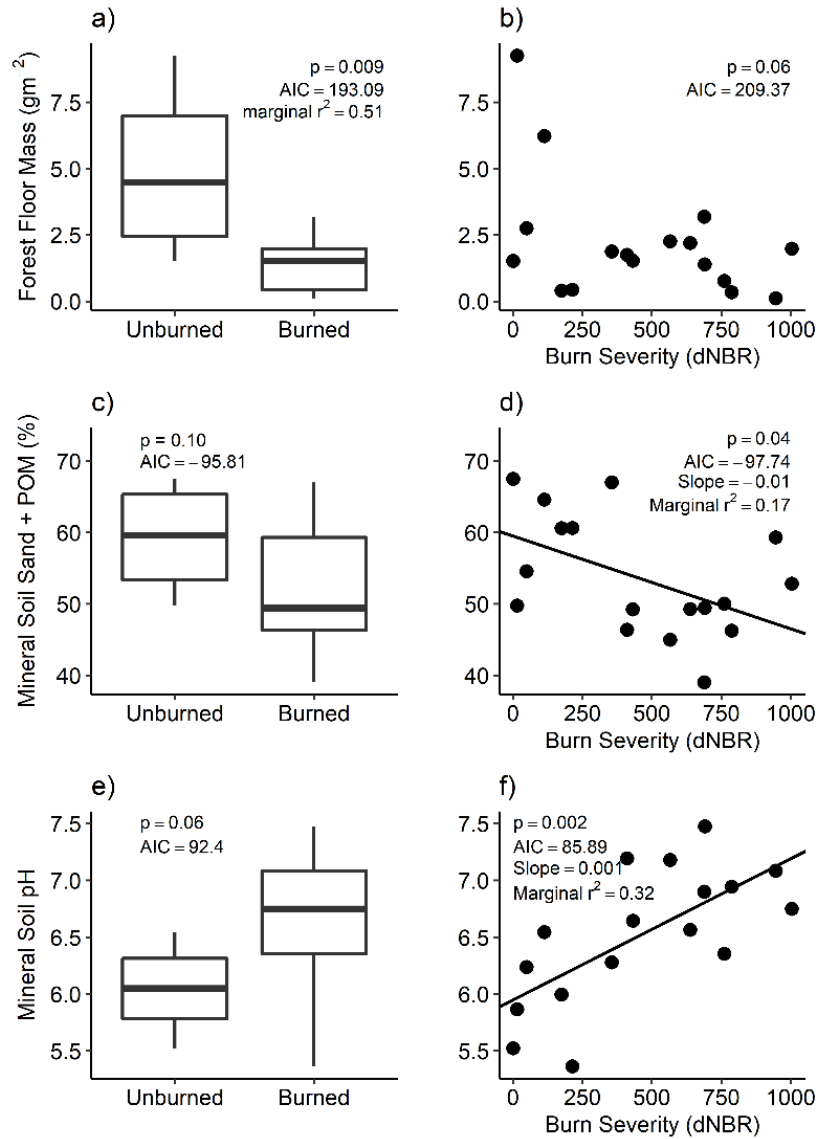 a)
Forest Floor Mass (gm⁻²)
7.5
5.0
2.5
0.0
p = 0.009
AIC = 193.09
marginal r² = 0.51
Unburned Burned
b)
p = 0.06
AIC = 209.37
0 250 500 750 1000
Burn Severity (dNBR)
c)
Mineral Soil Sand + POM (%)
70
60
50
40
p = 0.10
AIC = −95.81
Unburned Burned
d)
p = 0.04
AIC = −97.74
Slope = −0.01
Marginal r² = 0.17
0 250 500 750 1000
Burn Severity (dNBR)
e)
Mineral Soil pH
7.5
7.0
6.5
6.0
5.5
p = 0.06
AIC = 92.4
Unburned Burned
f)
p = 0.002
AIC = 85.89
Slope = 0.001
Marginal r² = 0.32
0 250 500 750 1000
Burn Severity (dNBR)